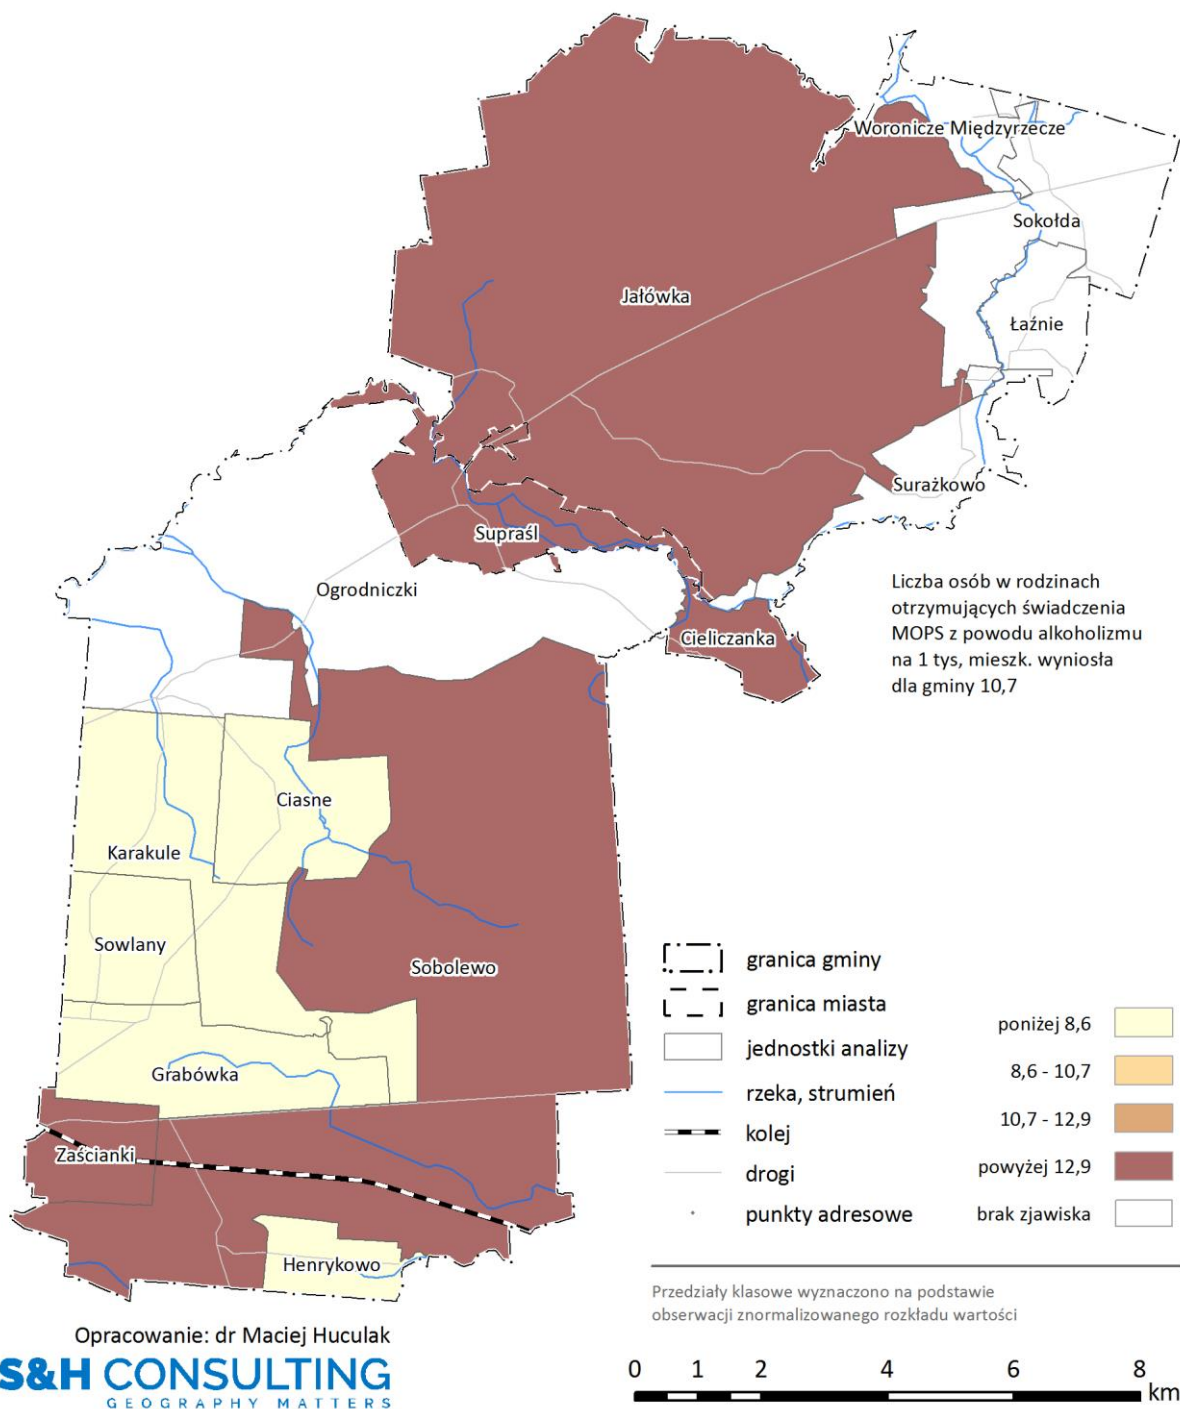 Woronicze Międzyrzecze
Sokołda
Jałówka
Łaźnie
Surażkowo
Supraśl
Ogrodniczki
Cieliczanka
Liczba osób w rodzinach
otrzymujących świadczenia
MOPS z powodu alkoholizmu
na 1 tys, mieszk. wyniosła
dla gminy 10,7
Ciasne
Karakule
Sowlany
Sobolewo
Grabówka
Zaścianki
Henrykowo
granica gminy
granica miasta
jednostki analizy
rzeka, strumień
kolej
drogi
punkty adresowe
poniżej 8,6
8,6 - 10,7
10,7 - 12,9
powyżej 12,9
brak zjawiska
Przedziały klasowe wyznaczono na podstawie
obserwacji znormalizowanego rozkładu wartości
Opracowanie: dr Maciej Huculak
S&H CONSULTING
GEOGRAPHY MATTERS
0 1 2 4 6 8
km